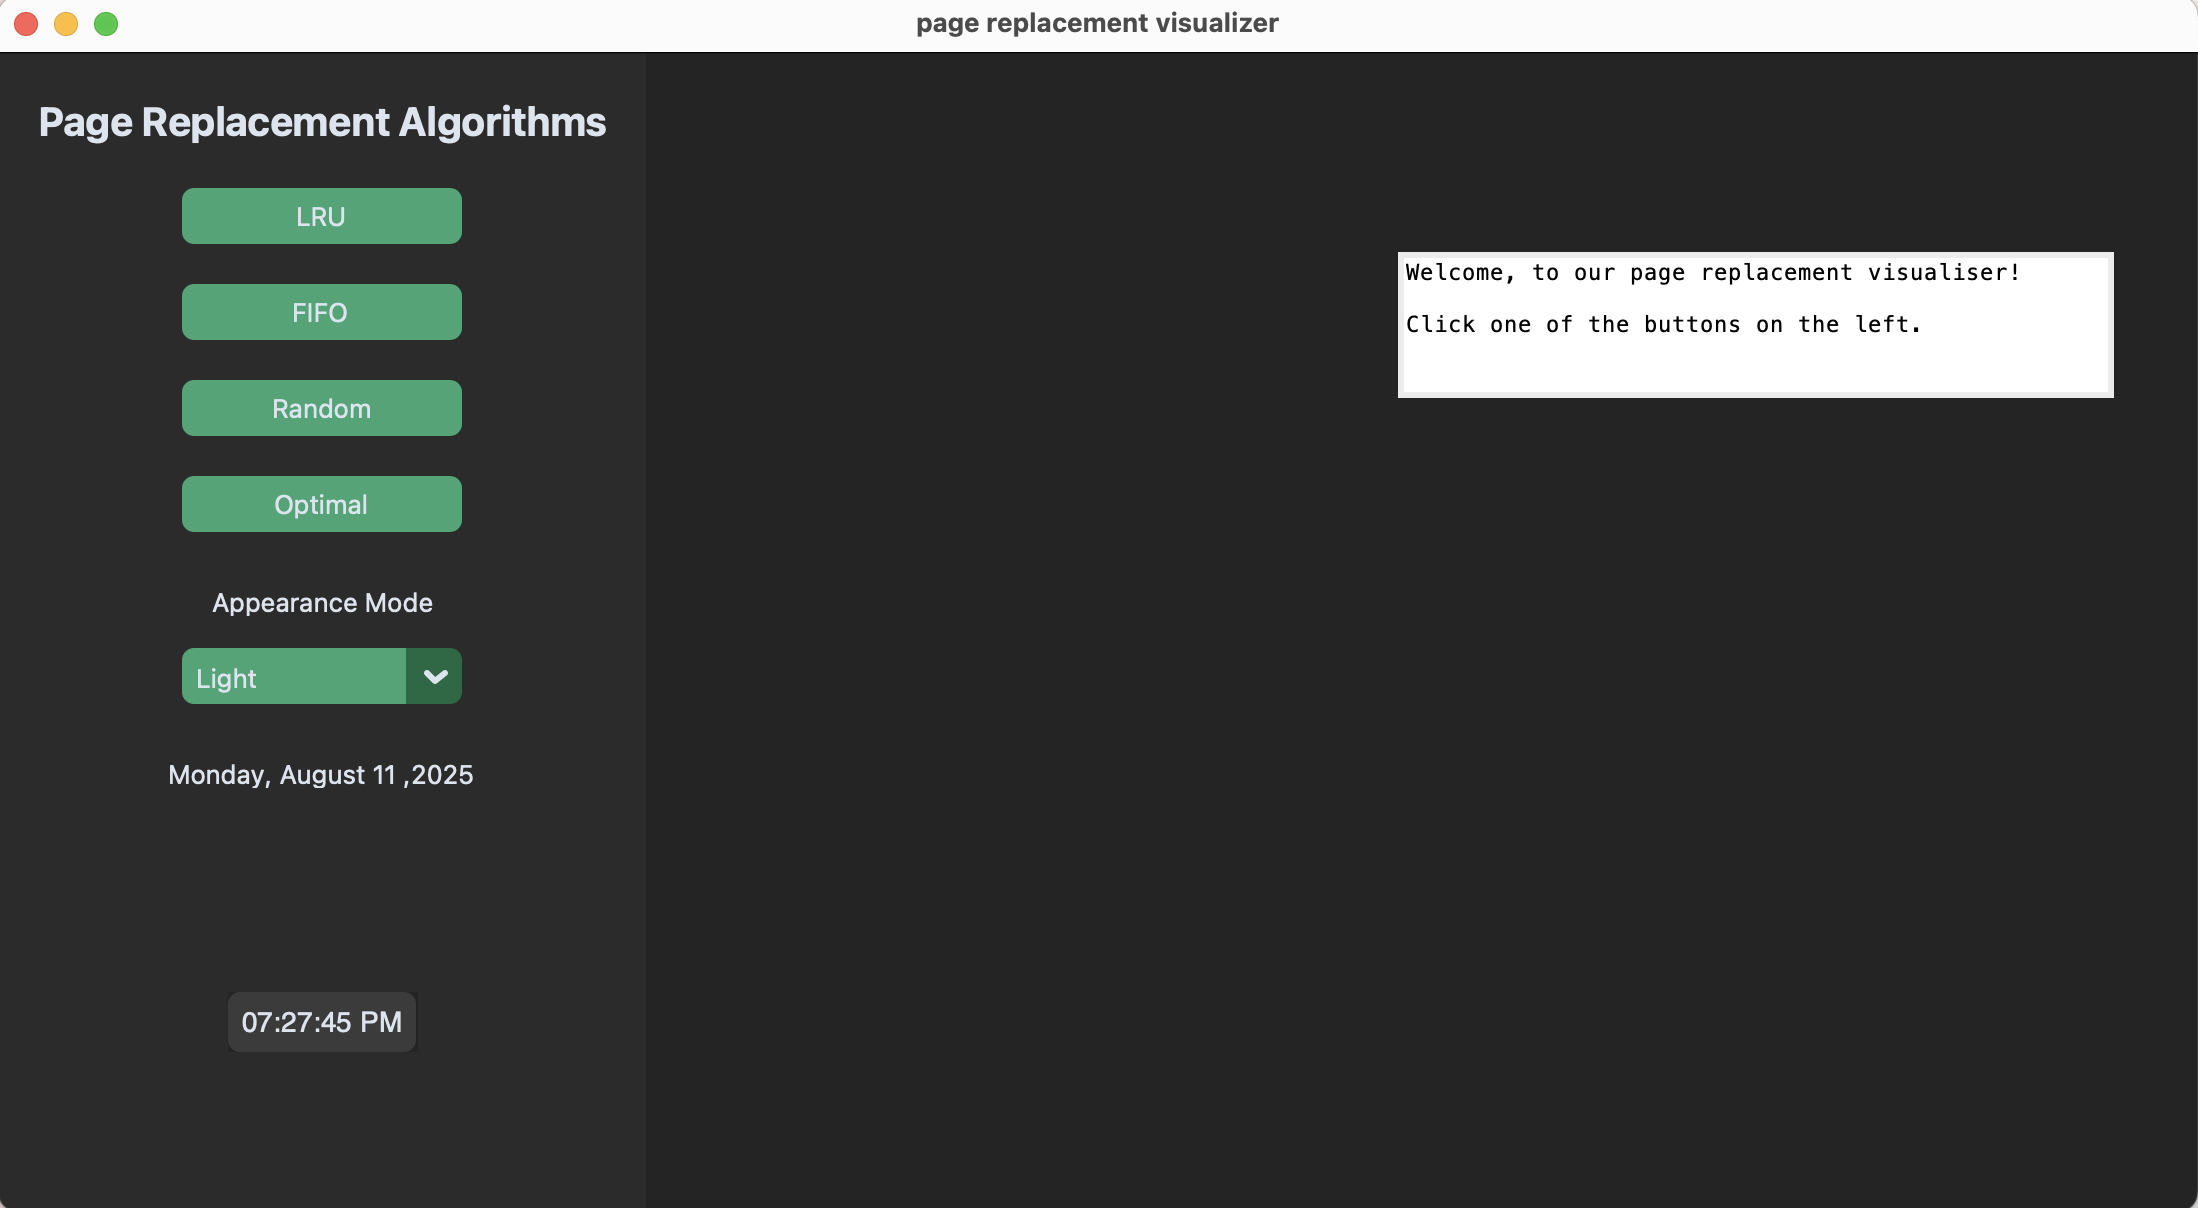 page replacement visualizer
Page Replacement Algorithms
LRU
FIFO
Random
Optimal
Appearance Mode
Light
Monday, August 11 ,2025
07:27:45 PM
Welcome, to our page replacement visualiser!
Click one of the buttons on the left.